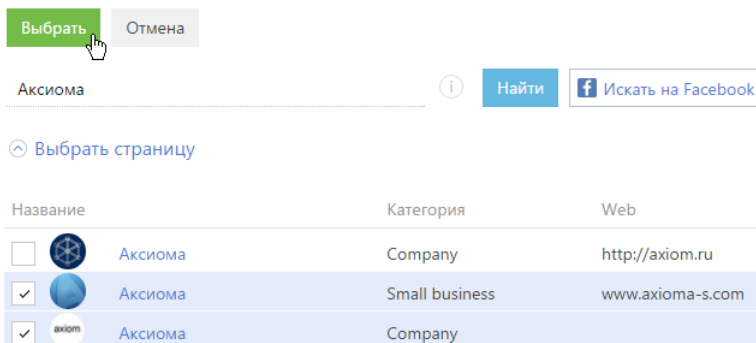 Выбрать Отмена
Аксиома Найти Искать на Facebook
Выбрать страницу
Название Категория Web
Аксиома Company http://axiom.ru
Аксиома Small business www.axioma-s.com
axiom Аксиома Company